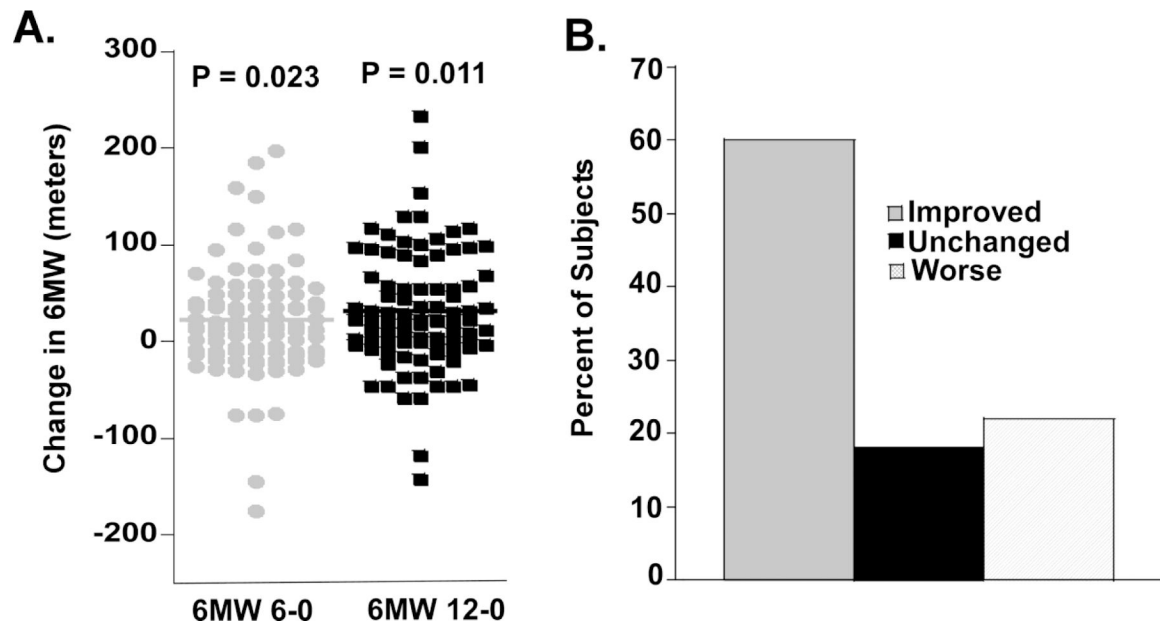 A.
300
200
100
0
-100
-200
Change in 6MW (meters)
P = 0.023
P = 0.011
6MW 6-0
6MW 12-0
B.
70
60
50
40
30
20
10
0
Percent of Subjects
Improved
Unchanged
Worse